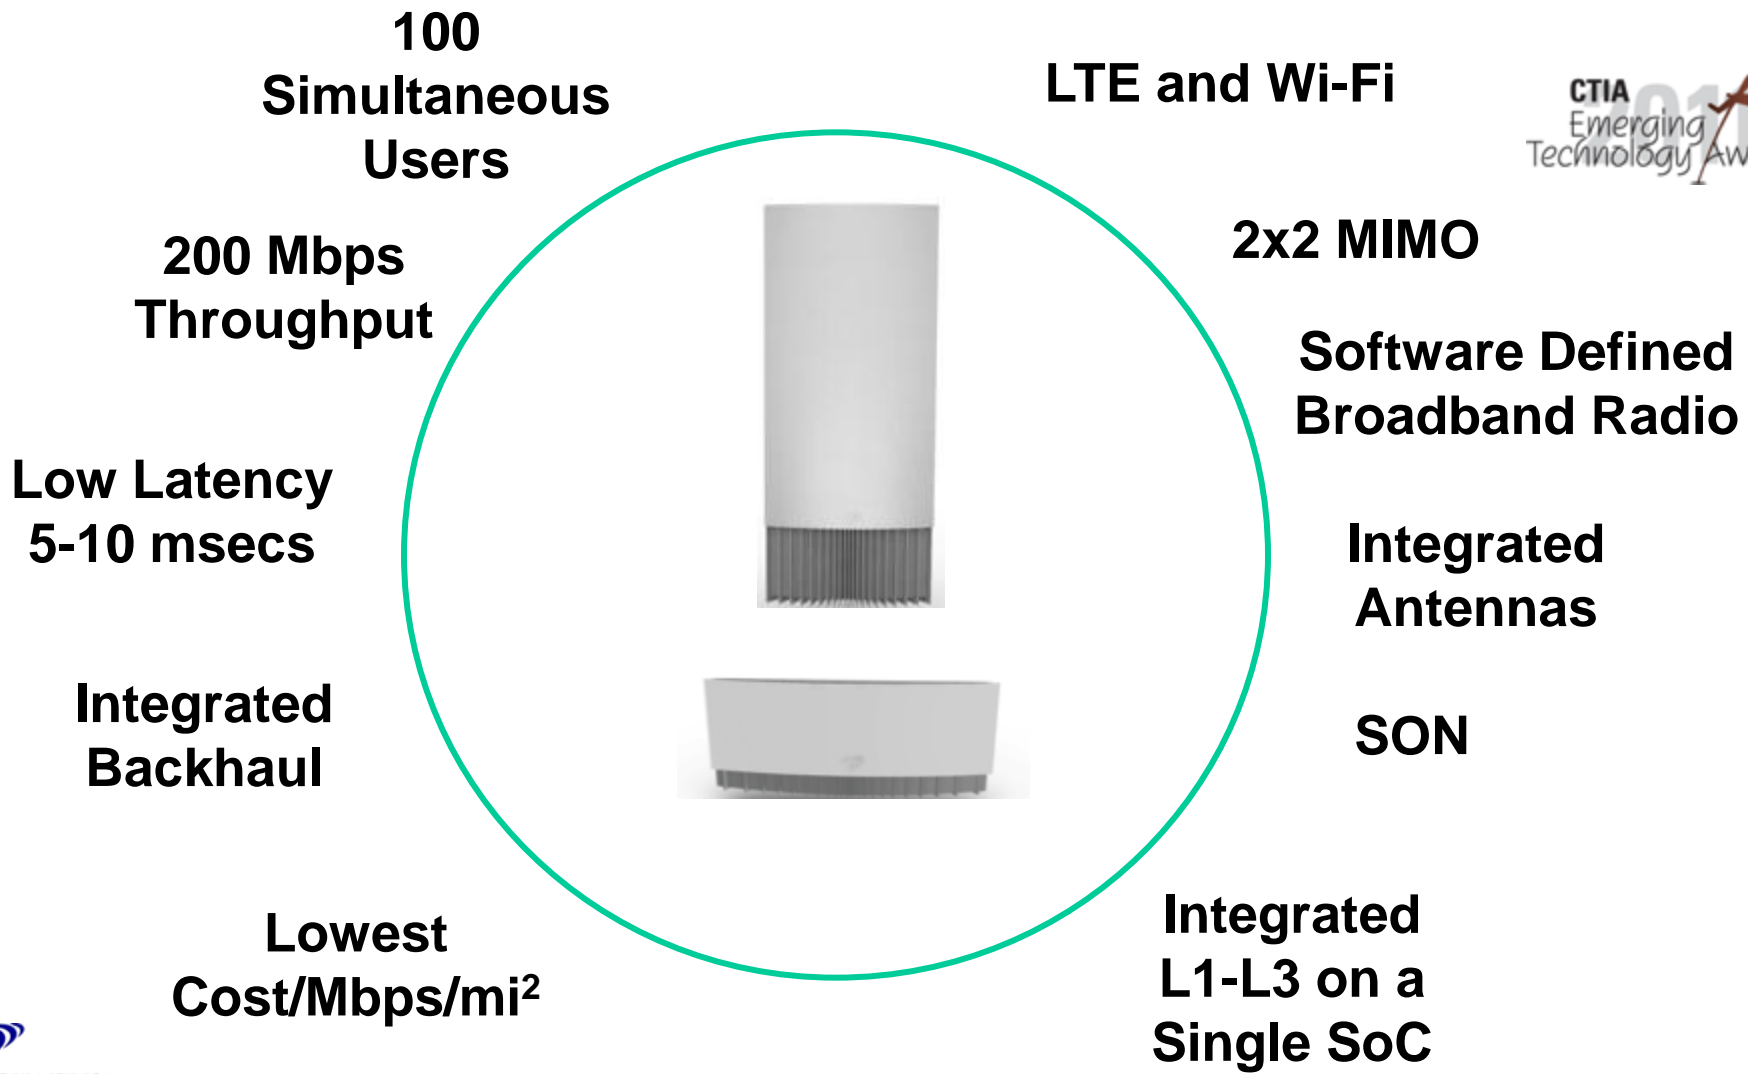 100
Simultaneous
Users
LTE and Wi-Fi
CTIA
Emerging
Technology
2x2 MIMO
200 Mbps
Throughput
Software Defined
Broadband Radio
Low Latency
5-10 msecs
Integrated
Antennas
Integrated
Backhaul
SON
Lowest
Cost/Mbps/mi²
Integrated
L1-L3 on a
Single SoC